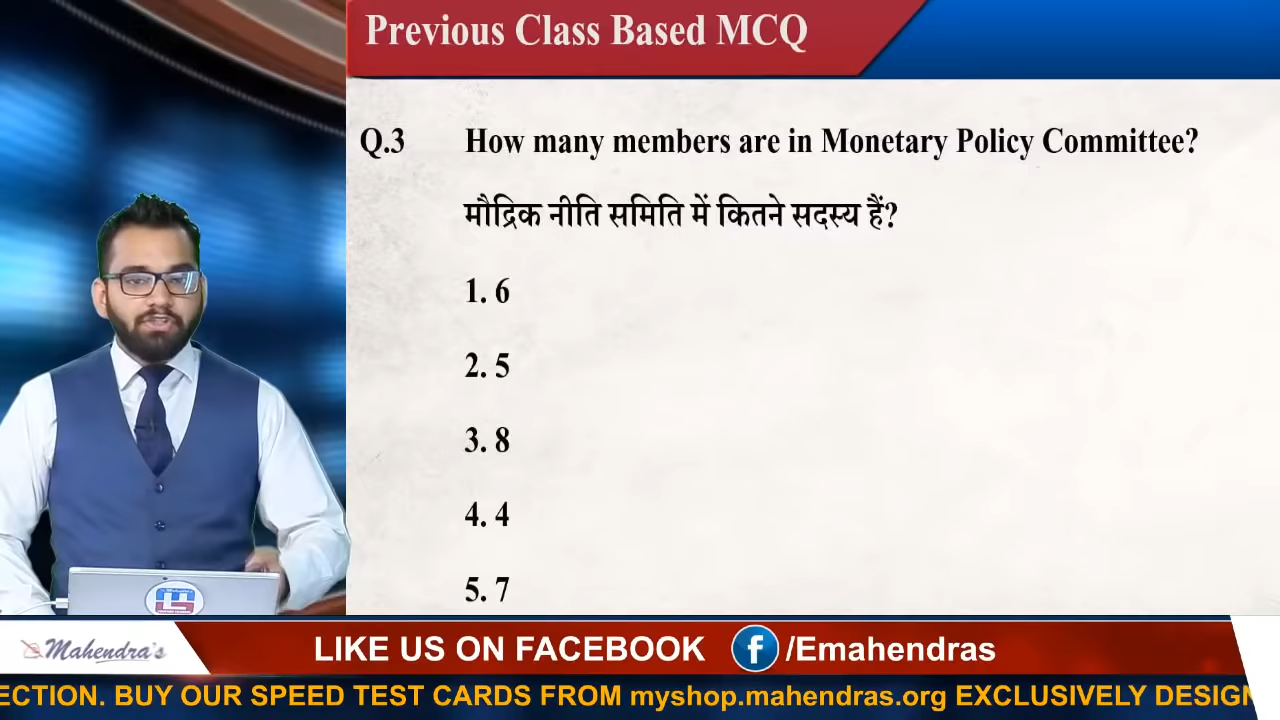 Previous Class Based MCQ
Q.3 How many members are in Monetary Policy Committee?
मौद्रिक नीति समिति में कितने सदस्य हैं?
1. 6
2. 5
3. 8
4. 4
5. 7
Mahendra's
LIKE US ON FACEBOOK f /Emahendras
ECTION. BUY OUR SPEED TEST CARDS FROM myshop.mahendras.org EXCLUSIVELY DESIGN